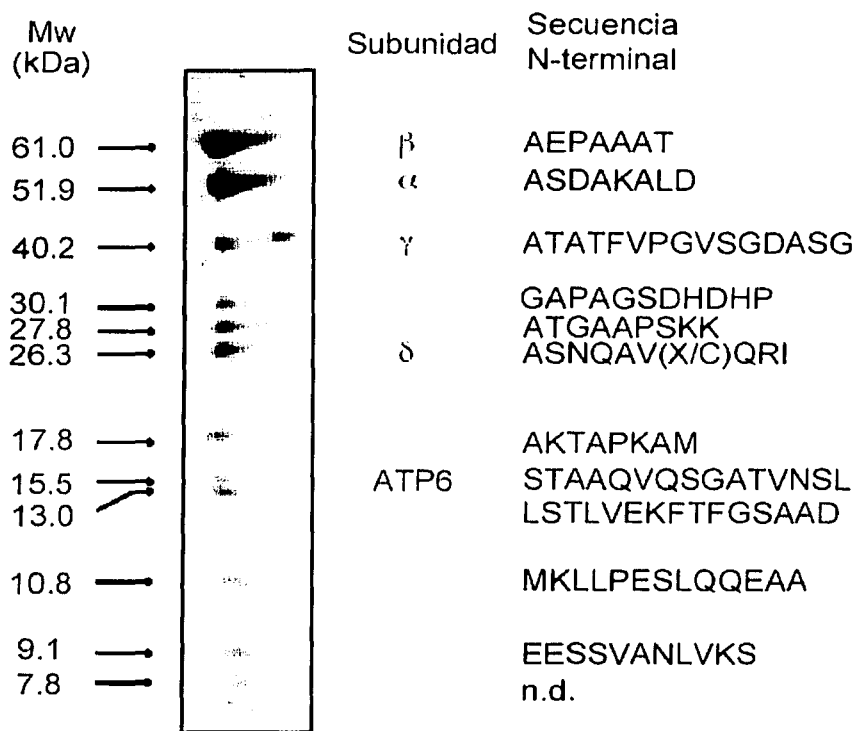 Mw (kDa) Subunidad Secuencia N-terminal
61.0 β AEPAAAT
51.9 α ASDAKALD
40.2 γ ATATFVPGVSGDASG
30.1 GAPAGSDHDHP
27.8 ATGAAPSKK
26.3 δ ASNQAV(X/C)QRI
17.8 AKTAPKAM
15.5 ATP6 STAAQVQSGATVNSL
13.0 LSTLVEKFTFGSAAD
10.8 MKLLPESLQQEAA
9.1 EESSVANLVKS
7.8 n.d.